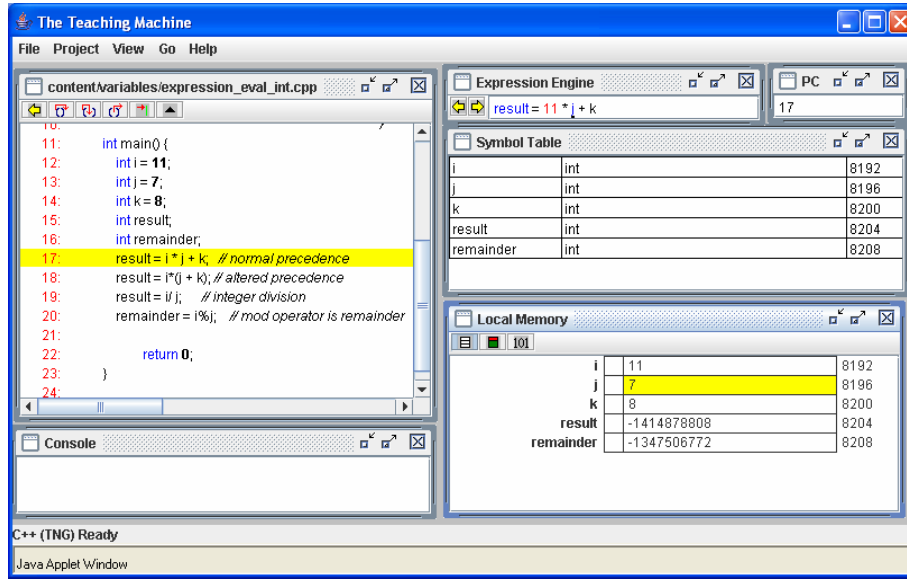 The Teaching Machine
File Project View Go Help
content/variables/expression_eval_int.cpp
10: /
11: int main() {
12: int i = 11;
13: int j = 7;
14: int k = 8;
15: int result;
16: int remainder;
17: result = i * j + k; // normal precedence
18: result = i*(j + k); // altered precedence
19: result = i/ j; // integer division
20: remainder = i%j; // mod operator is remainder
21:
22: return 0;
23: }
24:
Console
Expression Engine
result = 11 * j + k
PC
17
Symbol Table
i int 8192
j int 8196
k int 8200
result int 8204
remainder int 8208
Local Memory
101
i 11 8192
j 7 8196
k 8 8200
result -1414878808 8204
remainder -1347506772 8208
C++ (TNG) Ready
Java Applet Window